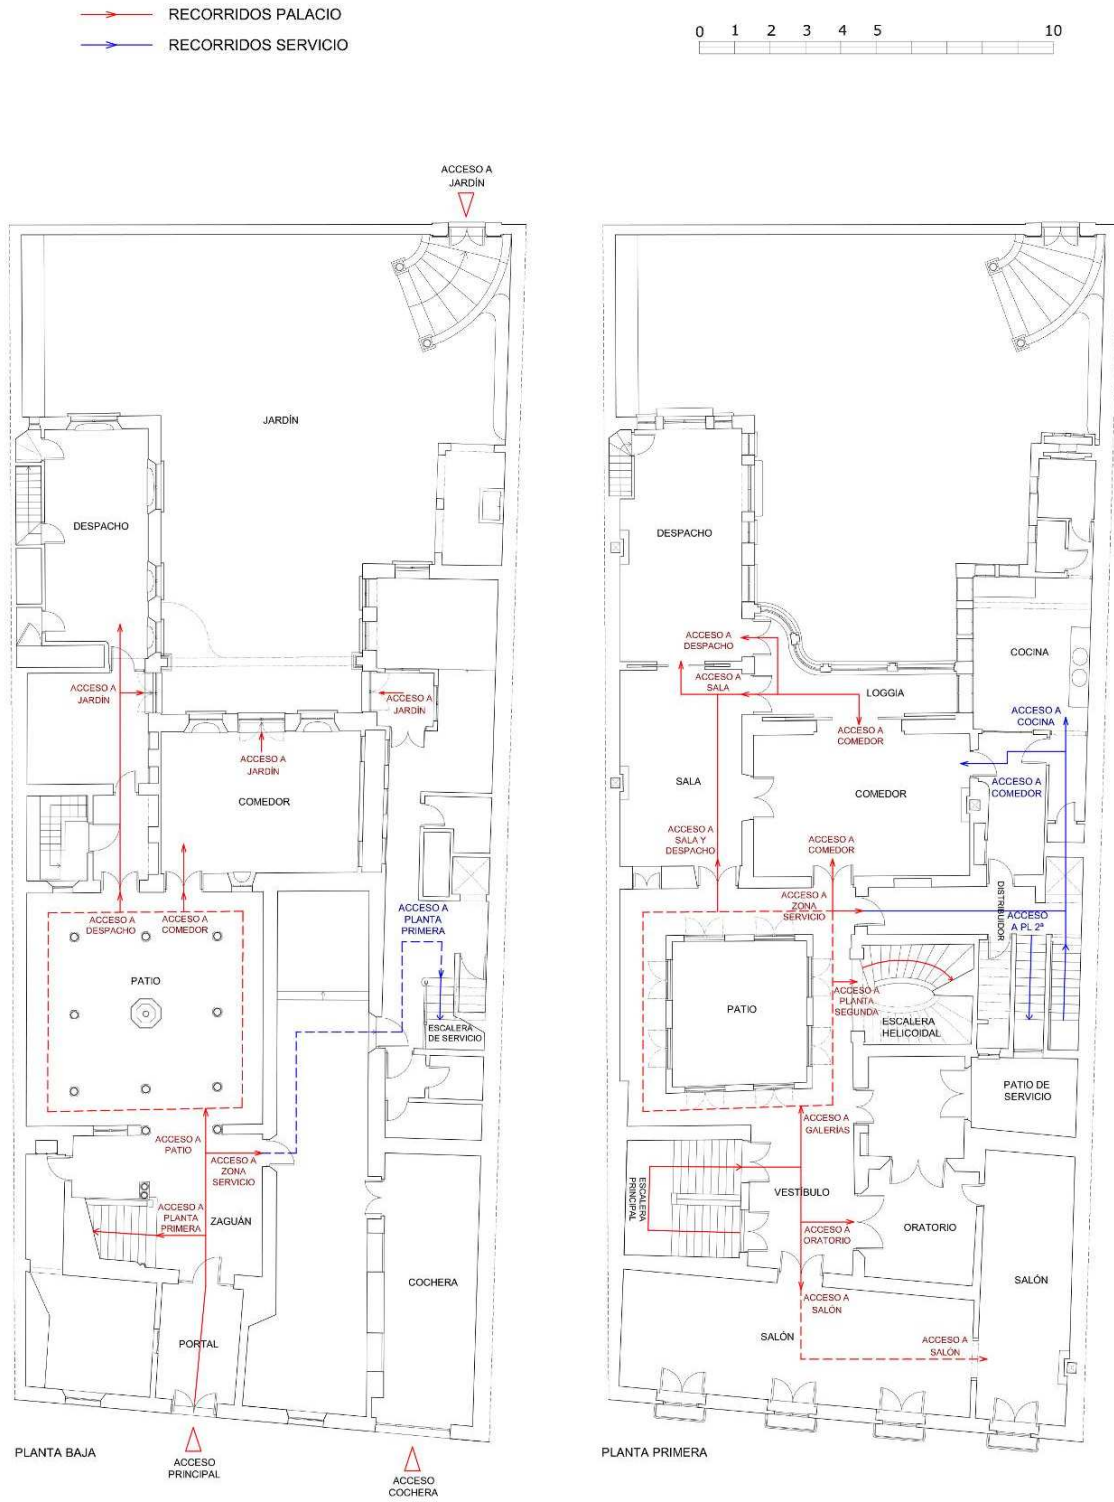 RECORRIDOS PALACIO
RECORRIDOS SERVICIO
0 1 2 3 4 5 10
ACCESO A
JARDÍN
JARDÍN
DESPACHO
ACCESO A
JARDÍN
ACCESO A
JARDÍN
ACCESO A
JARDÍN
COMEDOR
ACCESO A
DESPACHO
ACCESO A
COMEDOR
ACCESO A
PLANTA
PRIMERA
PATIO
ESCALERA
DE SERVICIO
ACCESO A
PATIO
ACCESO A
ZONA
SERVICIO
ACCESO A
PLANTA
PRIMERA
ZAGUÁN
COCHERA
PORTAL
PLANTA BAJA
ACCESO
PRINCIPAL
ACCESO
COCHERA
DESPACHO
ACCESO A
DESPACHO
ACCESO A
SALA
LOGGIA
COCINA
ACCESO A
COCINA
ACCESO A
COMEDOR
SALA
COMEDOR
ACCESO A
COMEDOR
ACCESO A
SALA Y
DESPACHO
ACCESO A
COMEDOR
ACCESO A
ZONA
SERVICIO
DISTRIBUIDOR
ACCESO
A PL 2ª
PATIO
ACCESO A
PLANTA
SEGUNDA
ESCALERA
HELICOIDAL
PATIO DE
SERVICIO
ACCESO A
GALERÍAS
ESCALERA
PRINCIPAL
VESTÍBULO
ACCESO A
ORATORIO
ORATORIO
ACCESO A
SALÓN
SALÓN
SALÓN
ACCESO A
SALÓN
PLANTA PRIMERA